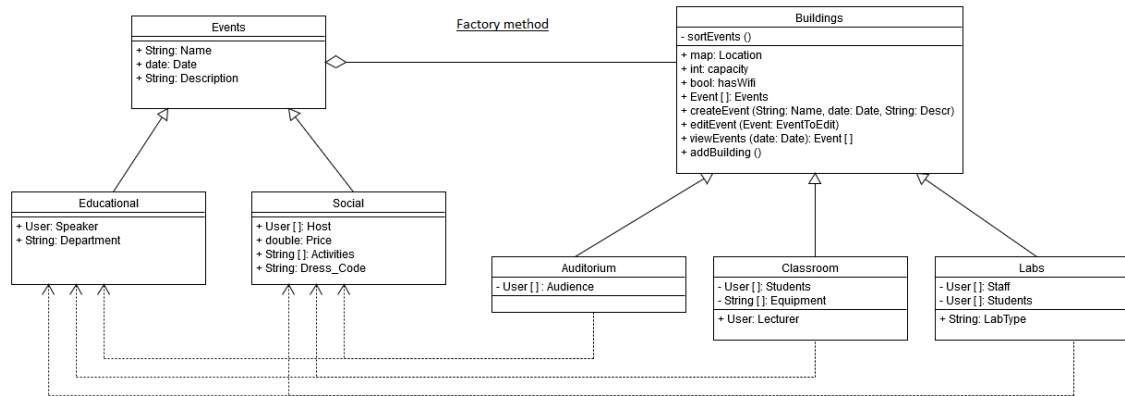 Factory method
Events
+ String: Name
+ date: Date
+ String: Description
Buildings
- sortEvents ()
+ map: Location
+ int: capacity
+ bool: hasWifi
+ Event [ ]: Events
+ createEvent (String: Name, date: Date, String: Descr)
+ editEvent (Event: EventToEdit)
+ viewEvents (date: Date): Event [ ]
+ addBuilding ()
Educational
+ User: Speaker
+ String: Department
Social
+ User [ ]: Host
+ double: Price
+ String [ ]: Activities
+ String: Dress_Code
Auditorium
- User [ ] : Audience
Classroom
- User [ ]: Students
- String [ ]: Equipment
+ User: Lecturer
Labs
- User [ ]: Staff
- User [ ]: Students
+ String: LabType